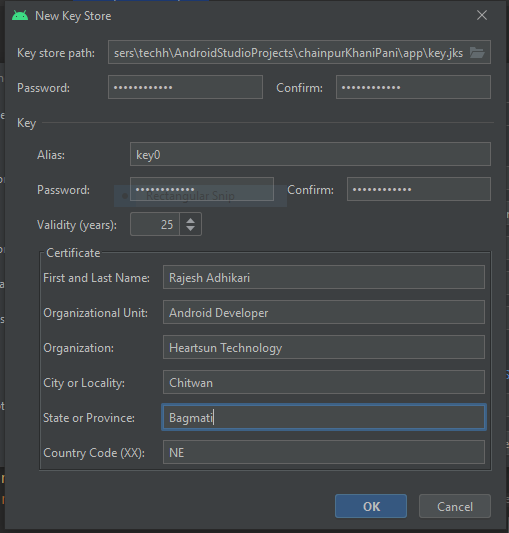 New Key Store
Key store path: sers\techh\AndroidStudioProjects\chainpurKhaniPani\app\key.jks
Password: •••••••••••• Confirm: ••••••••••••
Key
Alias: key0
Password: •••••••••••• Confirm: ••••••••••••
Rectangular Snip
Validity (years): 25
Certificate
First and Last Name: Rajesh Adhikari
Organizational Unit: Android Developer
Organization: Heartsun Technology
City or Locality: Chitwan
State or Province: Bagmati
Country Code (XX): NE
OK Cancel